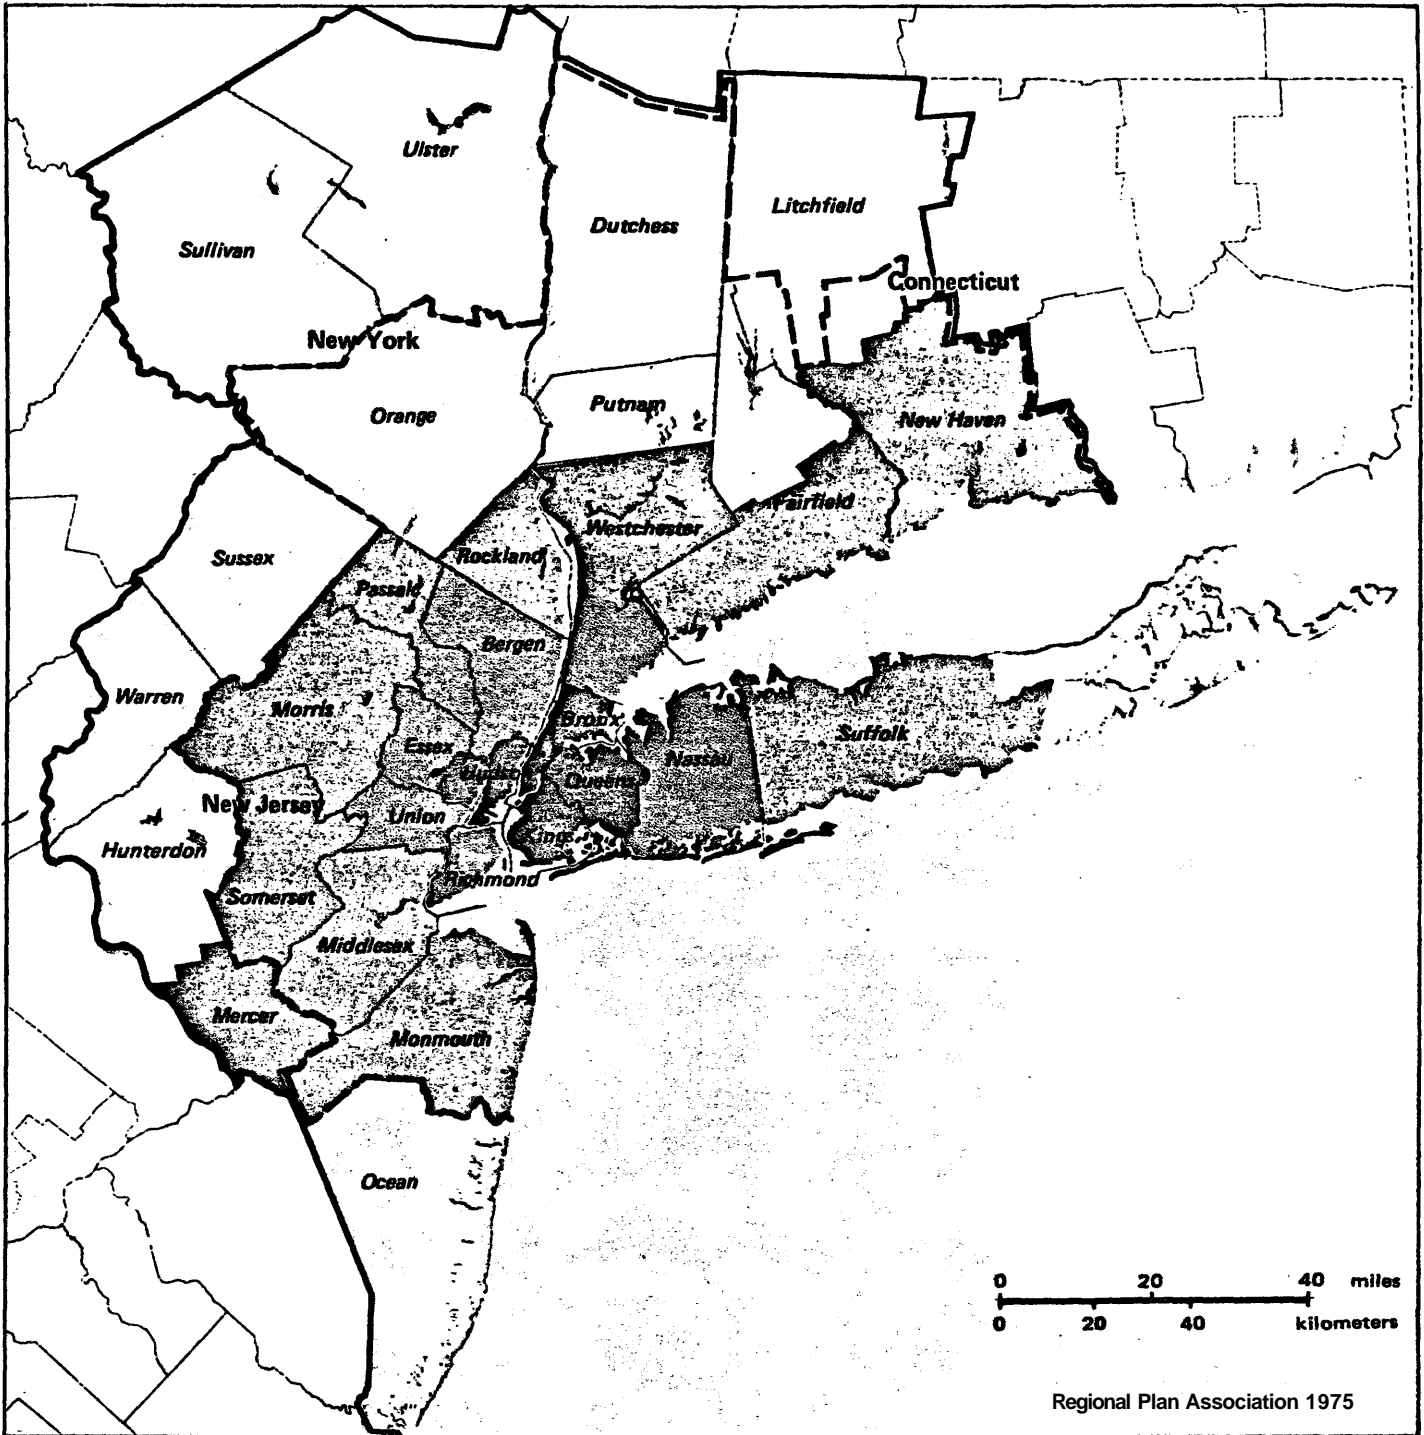 Ulster
Dutchess
Litchfield
Sullivan
Connecticut
New York
Putnam
Orange
New Haven
Fairfield
Westchester
Rockland
Sussex
Passaic
Bergen
Warren
Morris
Bronx
Suffolk
Essex
Nassau
Queens
New Jersey
Union
Kings
Hunterdon
Richmond
Somerset
Middlesex
Mercer
Monmouth
Ocean
0 20 40 miles
0 20 40 kilometers
Regional Plan Association 1975